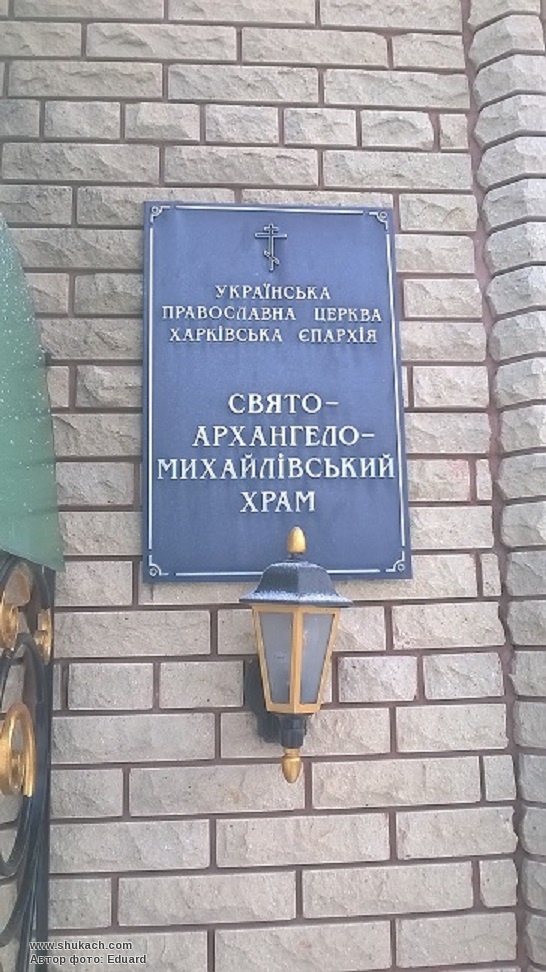 УКРАЇНСЬКА
ПРАВОСЛАВНА ЦЕРКВА
ХАРКІВСЬКА ЄПАРХІЯ
СВЯТО-
АРХАНГЕЛО-
МИХАЙЛІВСЬКИЙ
ХРАМ
www.shukach.com
Автор фото: Eduard